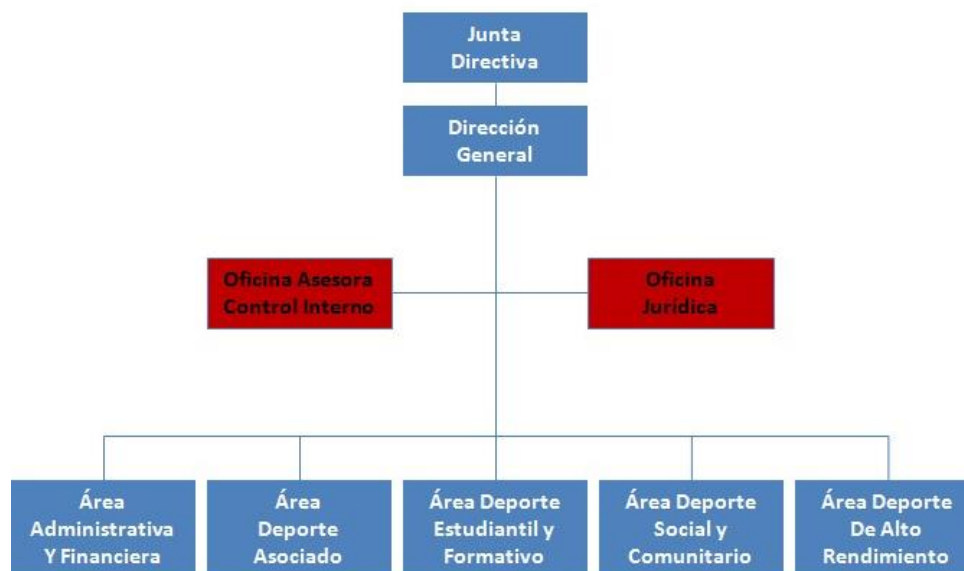 Junta
Directiva
Dirección
General
Oficina Asesora
Control Interno
Oficina
Jurídica
Área
Administrativa
Y Financiera
Área
Deporte
Asociado
Área Deporte
Estudiantil y
Formativo
Área Deporte
Social y
Comunitario
Área Deporte
De Alto
Rendimiento